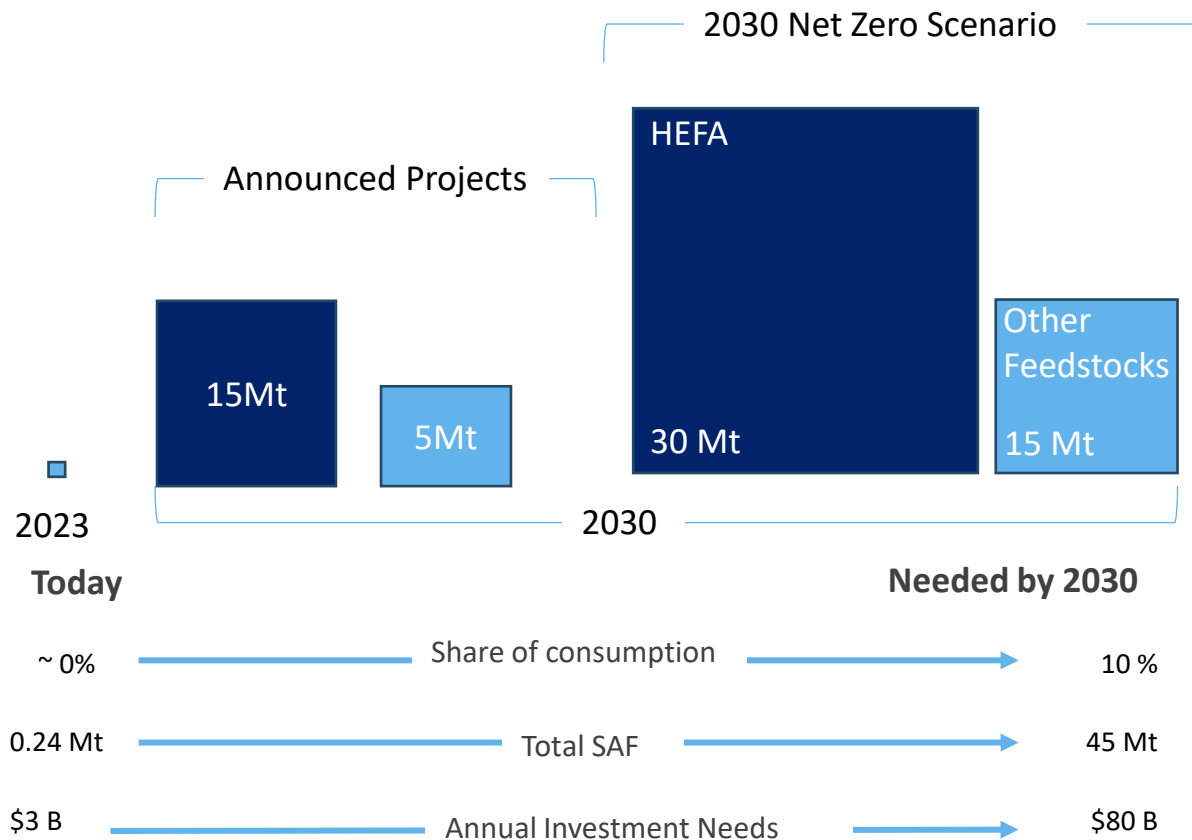 2030 Net Zero Scenario
Announced Projects
HEFA
15Mt
5Mt
30 Mt
Other
Feedstocks
15 Mt
2023
2030
Today
Needed by 2030
~ 0%
Share of consumption
10 %
0.24 Mt
Total SAF
45 Mt
$3 B
Annual Investment Needs
$80 B